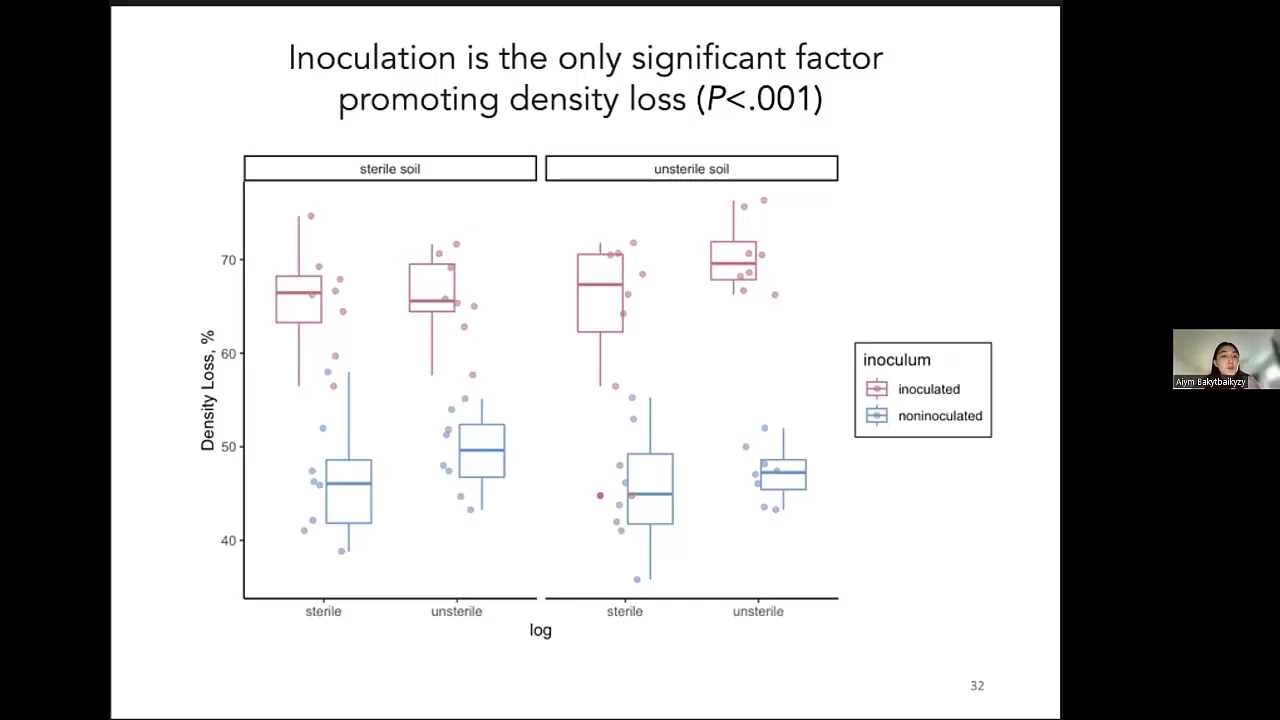 Inoculation is the only significant factor
promoting density loss (P<.001)
sterile soil
unsterile soil
70
60
50
40
Density Loss, %
sterile
unsterile
sterile
unsterile
log
inoculum
inoculated
noninoculated
32
Aiym Bakytbaikyzy